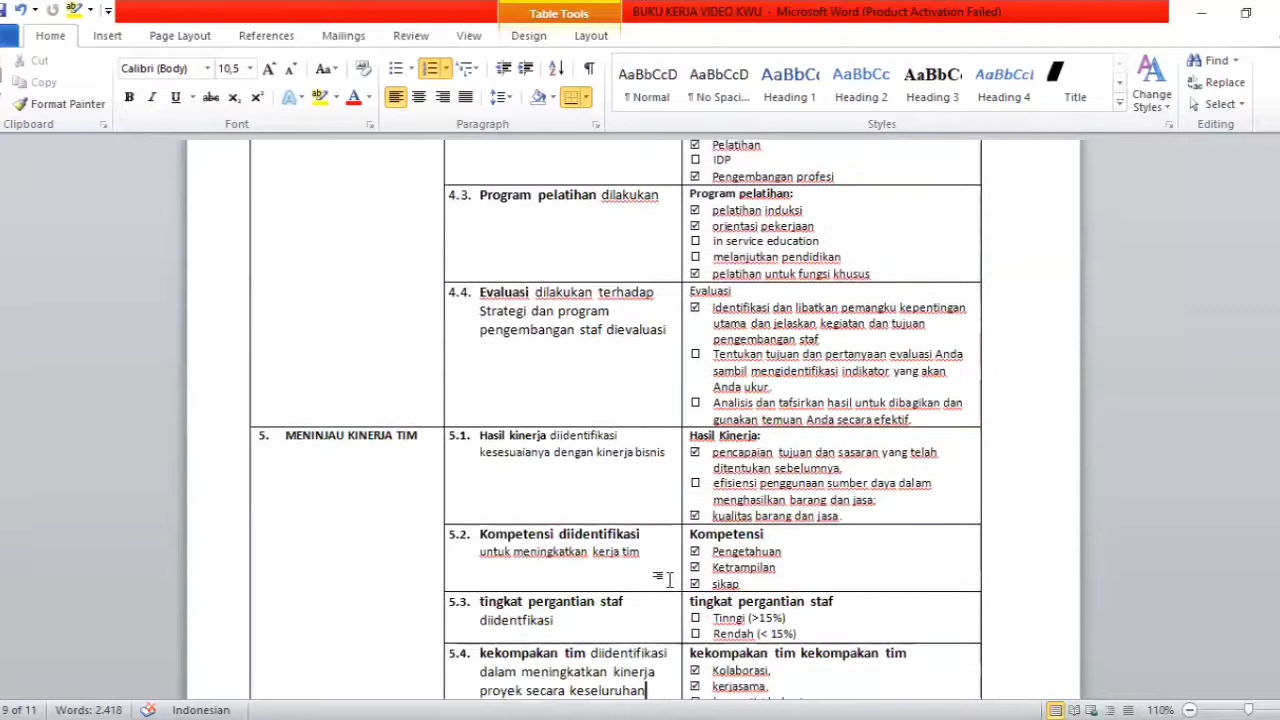 Table Tools
BUKU KERJA VIDEO KWU - Microsoft Word (Product Activation Failed)
Home Insert Page Layout References Mailings Review View Design Layout
Cut
Copy
Format Painter
Clipboard
Calibri (Body) 10,5
Font
Paragraph
AaBbCcD AaBbCcD AaBbCc AaBbCc AaBbCc AaBbCcI
¶ Normal ¶ No Spaci... Heading 1 Heading 2 Heading 3 Heading 4 Title
Change Styles
Styles
Find
Replace
Select
Editing
Pelatihan
IDP
Pengembangan profesi
4.3. Program pelatihan dilakukan
Program pelatihan:
pelatihan induksi
orientasi pekerjaan
in service education
melanjutkan pendidikan
pelatihan untuk fungsi khusus
4.4. Evaluasi dilakukan terhadap
Strategi dan program
pengembangan staf dievaluasi
Evaluasi
Identifikasi dan libatkan pemangku kepentingan
utama dan jelaskan kegiatan dan tujuan
pengembangan staf
Tentukan tujuan dan pertanyaan evaluasi Anda
sambil mengidentifikasi indikator yang akan
Anda ukur.
Analisis dan tafsirkan hasil untuk dibagikan dan
gunakan temuan Anda secara efektif.
5. MENINJAU KINERJA TIM
5.1. Hasil kinerja diidentifikasi
kesesuaianya dengan kinerja bisnis
Hasil Kinerja:
pencapaian tujuan dan sasaran yang telah
ditentukan sebelumnya,
efisiensi penggunaan sumber daya dalam
menghasilkan barang dan jasa;
kualitas barang dan jasa.
5.2. Kompetensi diidentifikasi
untuk meningkatkan kerja tim
Kompetensi
Pengetahuan
Ketrampilan
sikap
5.3. tingkat pergantian staf
diidentfikasi
tingkat pergantian staf
Tinngi (>15%)
Rendah (< 15%)
5.4. kekompakan tim diidentifikasi
dalam meningkatkan kinerja
proyek secara keseluruhan
kekompakan tim kekompakan tim
Kolaborasi,
kerjasama,
9 of 11 Words: 2.418 Indonesian 110%